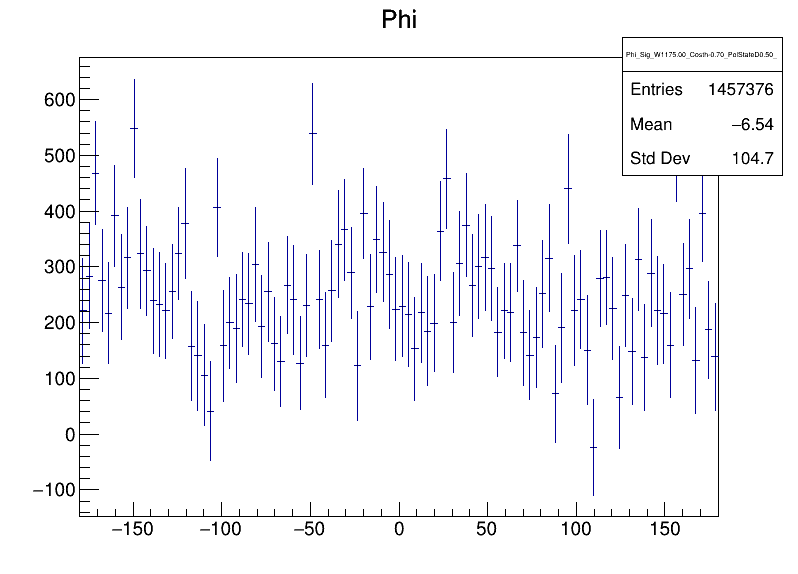 Phi
Phi_Sig_W1175.00_Costh-0.70_PolStateD0.50_
Entries 1457376
Mean −6.54
Std Dev 104.7
600
500
400
300
200
100
0
−100
−150 −100 −50 0 50 100 150